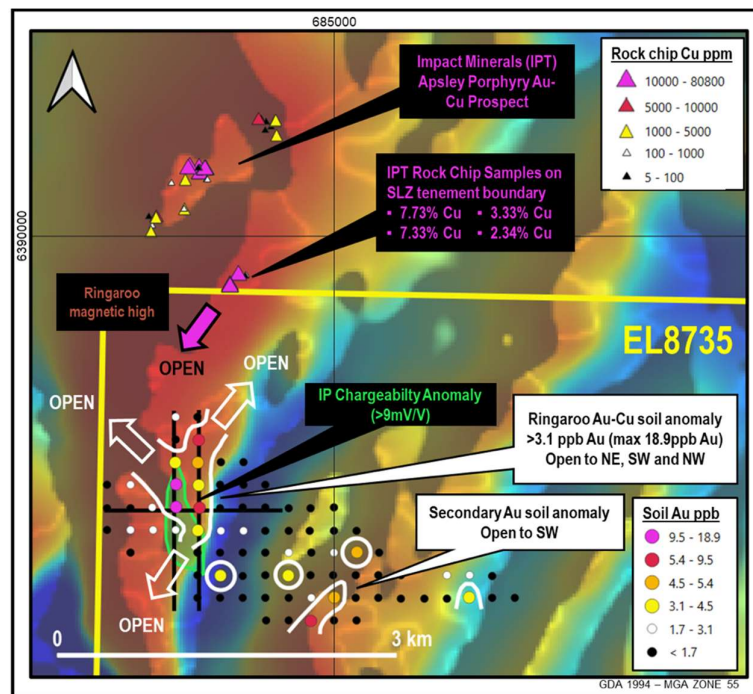 685000
6390000
Impact Minerals (IPT)
Apsley Porphyry Au-
Cu Prospect
Rock chip Cu ppm
10000 - 80800
5000 - 10000
1000 - 5000
100 - 1000
5 - 100
IPT Rock Chip Samples on
SLZ tenement boundary
▪ 7.73% Cu ▪ 3.33% Cu
▪ 7.33% Cu ▪ 2.34% Cu
Ringaroo
magnetic high
EL8735
OPEN
OPEN
OPEN
IP Chargeabilty Anomaly
(>9mV/V)
Ringaroo Au-Cu soil anomaly
>3.1 ppb Au (max 18.9ppb Au)
Open to NE, SW and NW
Secondary Au soil anomaly
Open to SW
Soil Au ppb
9.5 - 18.9
5.4 - 9.5
4.5 - 5.4
3.1 - 4.5
1.7 - 3.1
< 1.7
OPEN
0 3 km
GDA 1994 – MGA ZONE 55